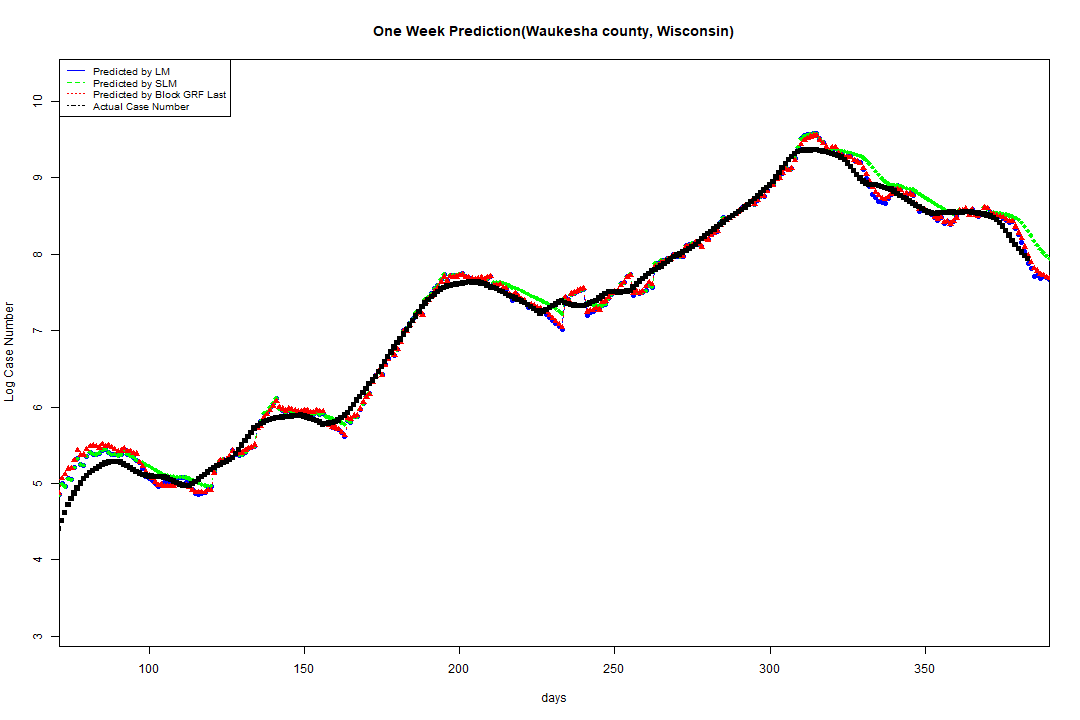 One Week Prediction(Waukesha county, Wisconsin)
Predicted by LM
Predicted by SLM
Predicted by Block GRF Last
Actual Case Number
10
9
8
7
6
5
4
3
Log Case Number
100 150 200 250 300 350
days